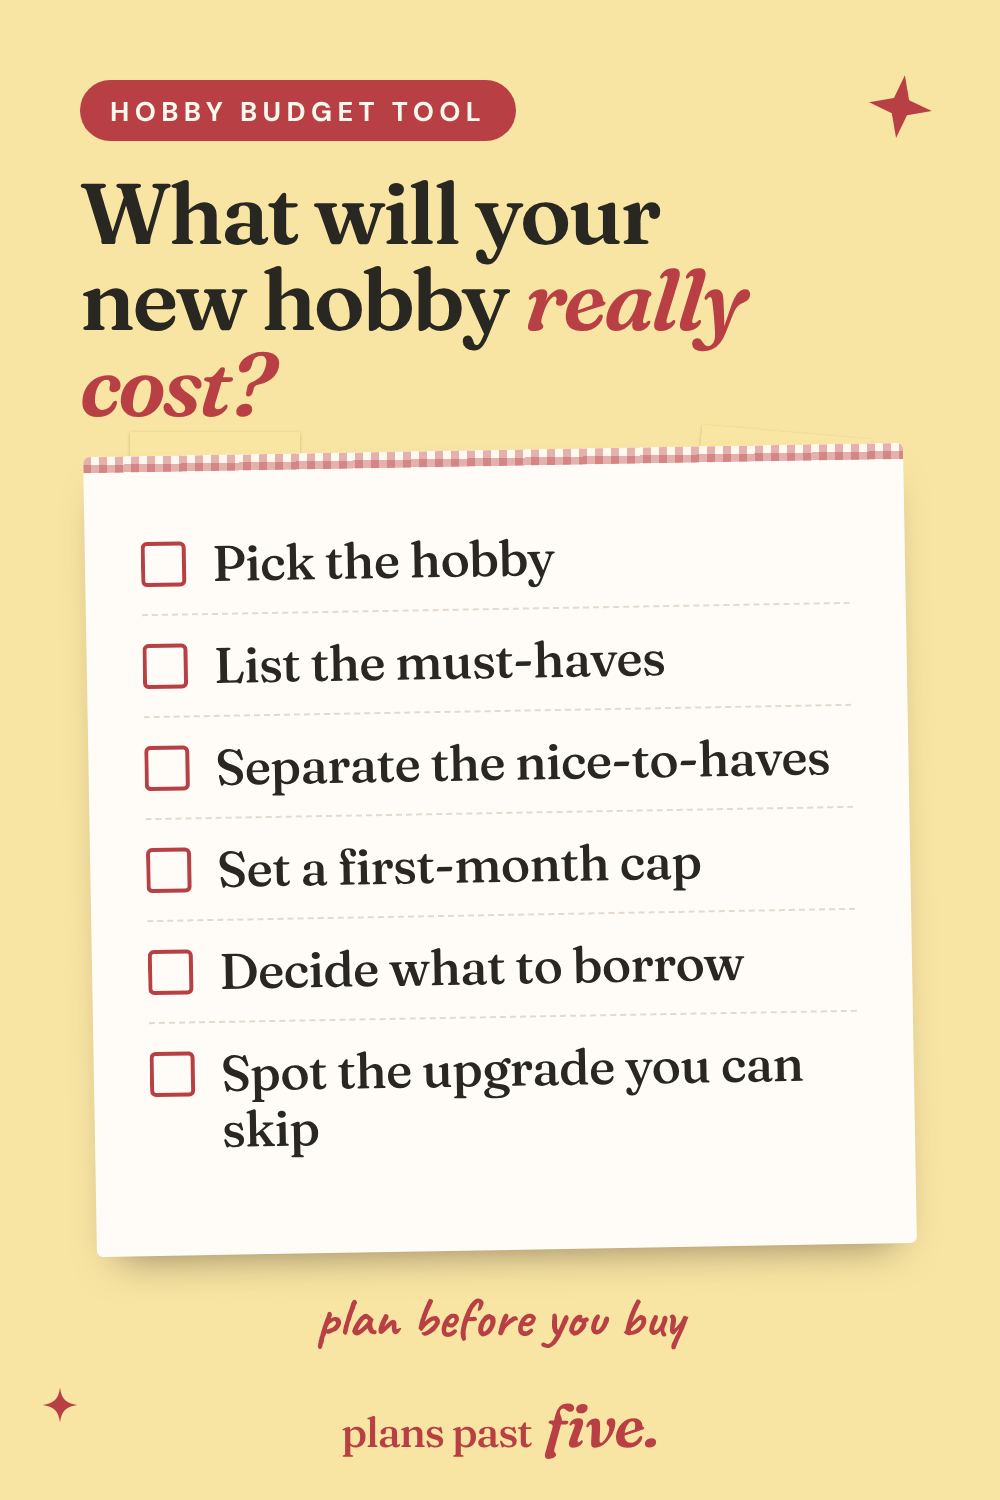 HOBBY BUDGET TOOL
What will your
new hobby really
cost?
Pick the hobby
List the must-haves
Separate the nice-to-haves
Set a first-month cap
Decide what to borrow
Spot the upgrade you can
skip
plan before you buy
plans past five.